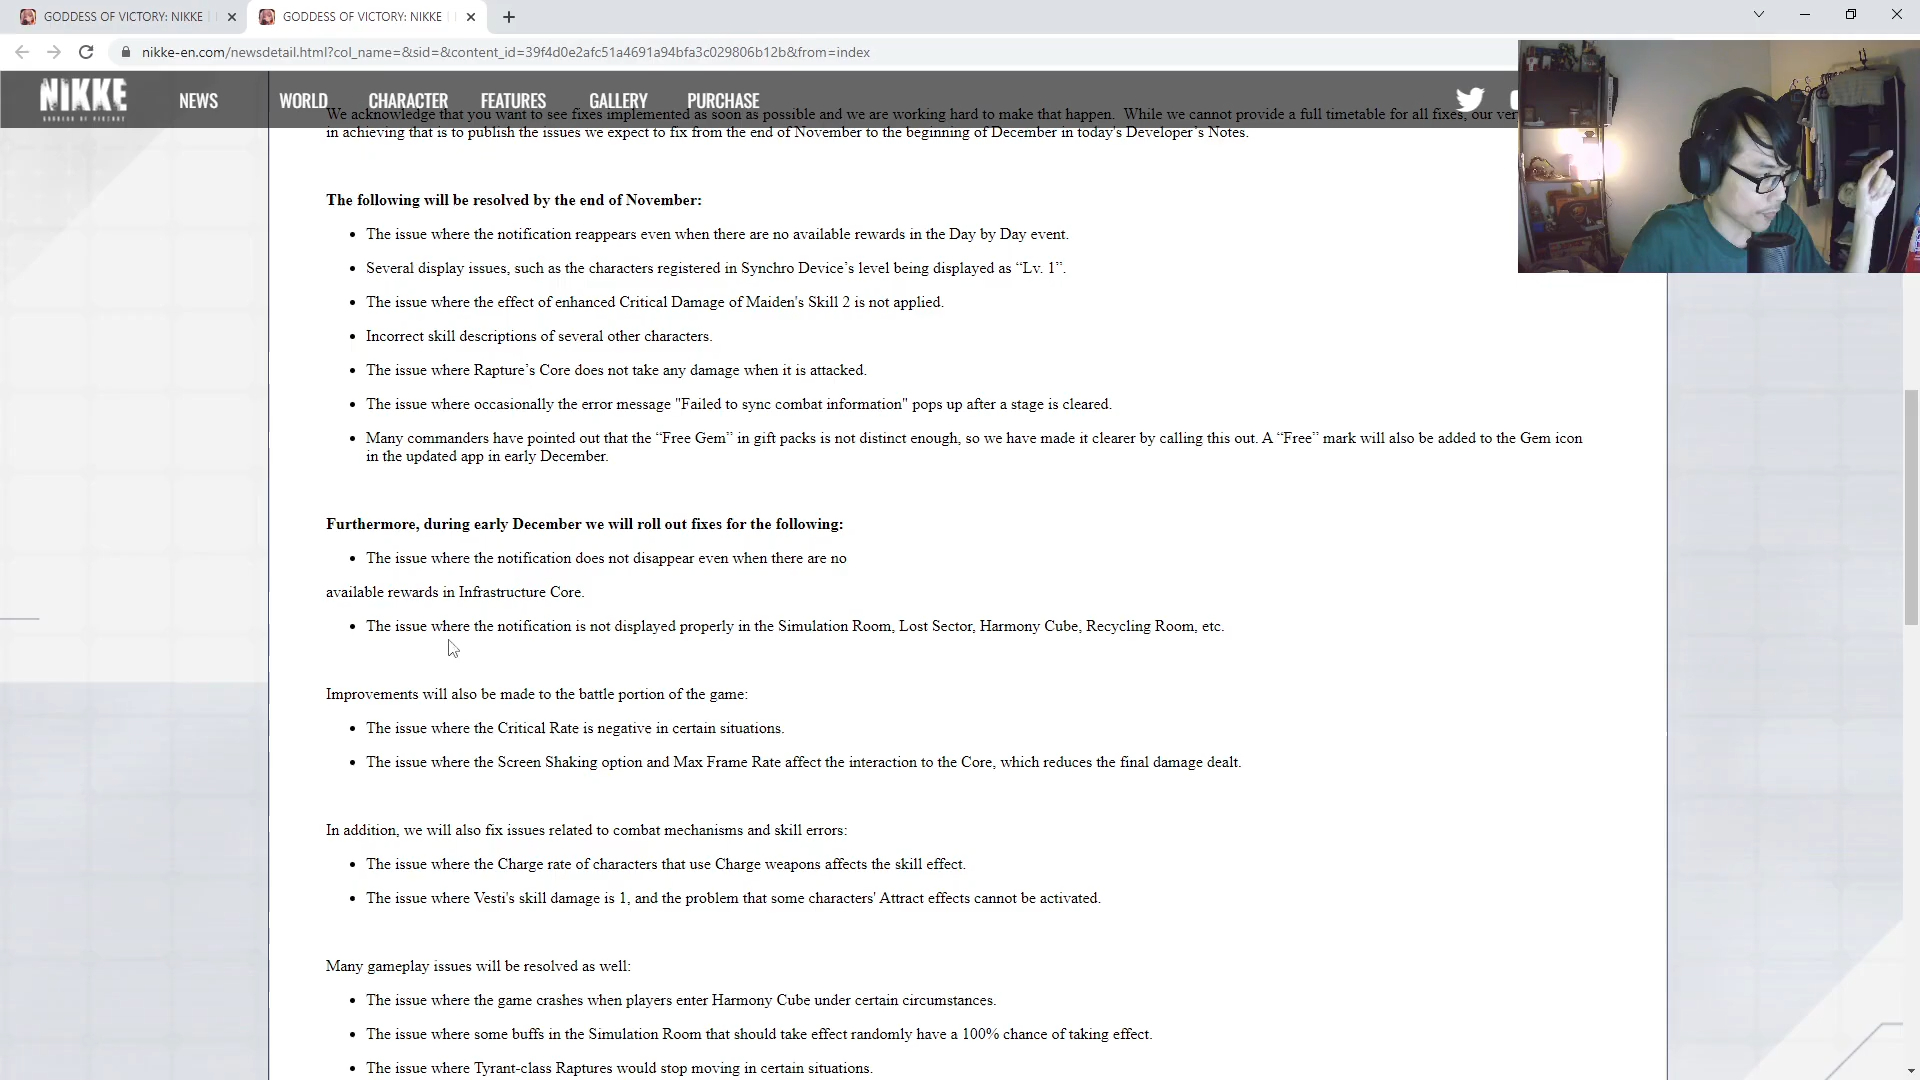 GODDESS OF VICTORY: NIKKE
GODDESS OF VICTORY: NIKKE
nikke-en.com/newsdetail.html?col_name=&sid=&content_id=39f4d0e2afc51a4691a94bfa3c029806b12b&from=index
NIKKE
GODDESS OF VICTORY
NEWS WORLD CHARACTER FEATURES GALLERY PURCHASE
We acknowledge that you want to see fixes implemented as soon as possible and we are working hard to make that happen. While we cannot provide a full timetable for all fixes, our
in achieving that is to publish the issues we expect to fix from the end of November to the beginning of December in today's Developer’s Notes.
The following will be resolved by the end of November:
• The issue where the notification reappears even when there are no available rewards in the Day by Day event.
• Several display issues, such as the characters registered in Synchro Device’s level being displayed as “Lv. 1”.
• The issue where the effect of enhanced Critical Damage of Maiden's Skill 2 is not applied.
• Incorrect skill descriptions of several other characters.
• The issue where Rapture’s Core does not take any damage when it is attacked.
• The issue where occasionally the error message "Failed to sync combat information" pops up after a stage is cleared.
• Many commanders have pointed out that the “Free Gem” in gift packs is not distinct enough, so we have made it clearer by calling this out. A “Free” mark will also be added to the Gem icon
in the updated app in early December.
Furthermore, during early December we will roll out fixes for the following:
• The issue where the notification does not disappear even when there are no
available rewards in Infrastructure Core.
• The issue where the notification is not displayed properly in the Simulation Room, Lost Sector, Harmony Cube, Recycling Room, etc.
Improvements will also be made to the battle portion of the game:
• The issue where the Critical Rate is negative in certain situations.
• The issue where the Screen Shaking option and Max Frame Rate affect the interaction to the Core, which reduces the final damage dealt.
In addition, we will also fix issues related to combat mechanisms and skill errors:
• The issue where the Charge rate of characters that use Charge weapons affects the skill effect.
• The issue where Vesti's skill damage is 1, and the problem that some characters' Attract effects cannot be activated.
Many gameplay issues will be resolved as well:
• The issue where the game crashes when players enter Harmony Cube under certain circumstances.
• The issue where some buffs in the Simulation Room that should take effect randomly have a 100% chance of taking effect.
• The issue where Tyrant-class Raptures would stop moving in certain situations.